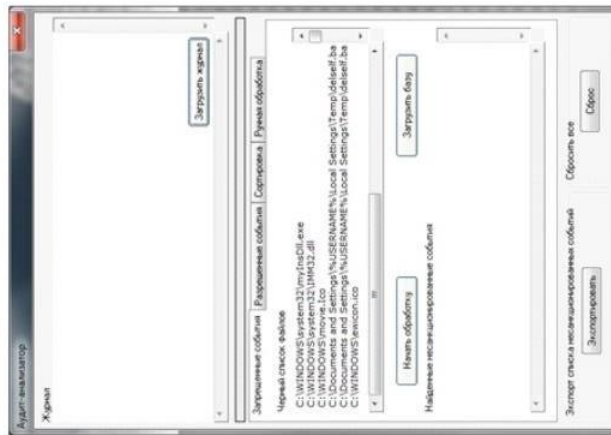 Аудит-анализатор
Журнал
Загрузить журнал
Запрещенные события
Разрешенные события
Сортировка
Ручная обработка
Черный список файлов
C:\WINDOWS\system32\myInsDll.exe
C:\WINDOWS\system32\IMM32.dll
C:\WINDOWS\movie.ico
C:\Documents and Settings\%USERNAME%\Local Settings\Temp\delself.ba
C:\Documents and Settings\%USERNAME%\Local Settings\Temp\delself.ba
C:\WINDOWS\ewicon.ico
Начать обработку
Загрузить базу
Найденные несанкционированные события
Экспорт списка несанкционированных событий
Сбросить все
Экспортировать
Сброс